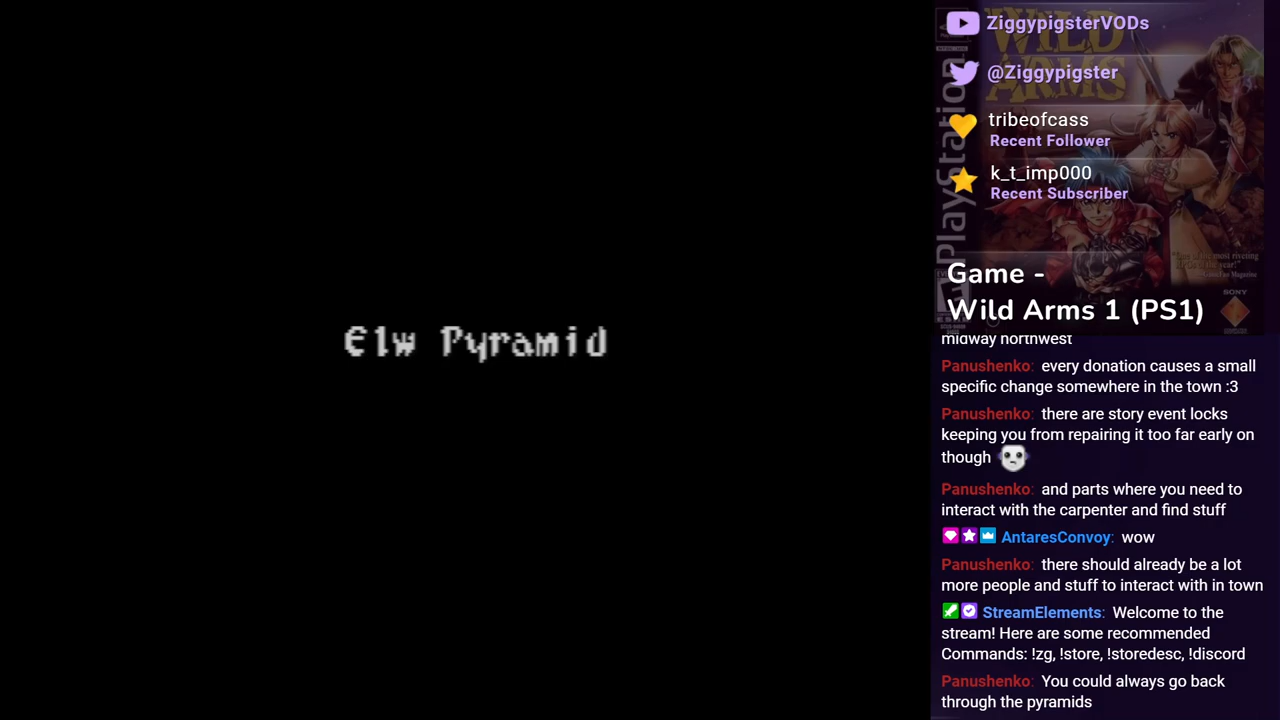 Elw Pyramid
ZiggypigsterVODs
@Ziggypigster
tribeofcass
Recent Follower
k_t_imp000
Recent Subscriber
WILD
ARMS
PlayStation
Game -
Wild Arms 1 (PS1)
SONY
midway northwest
Panushenko: every donation causes a small
specific change somewhere in the town :3
Panushenko: there are story event locks
keeping you from repairing it too far early on
though
Panushenko: and parts where you need to
interact with the carpenter and find stuff
AntaresConvoy: wow
Panushenko: there should already be a lot
more people and stuff to interact with in town
StreamElements: Welcome to the
stream! Here are some recommended
Commands: !zg, !store, !storedesc, !discord
Panushenko: You could always go back
through the pyramids